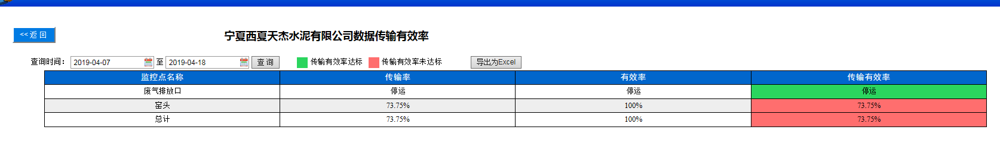 <<返 回
宁夏西夏天杰水泥有限公司数据传输有效率
查询时间： 2019-04-07 至 2019-04-18 查 询 传输有效率达标 传输有效率未达标 导出为Excel
监控点名称 传输率 有效率 传输有效率
废气排放口 停运 停运 停运
窑头 73.75% 100% 73.75%
总计 73.75% 100% 73.75%